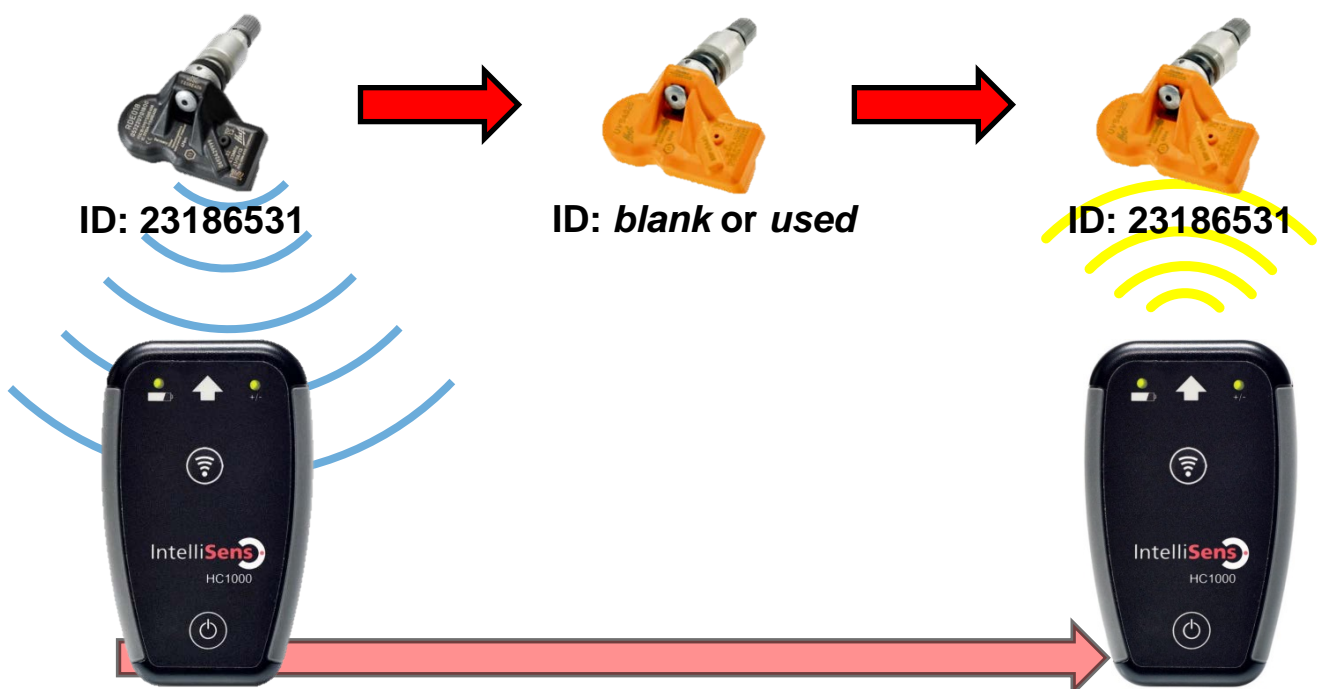 ID: 23186531
ID: blank or used
ID: 23186531
+/-
+/-
IntelliSens
HC1000
IntelliSens
HC1000